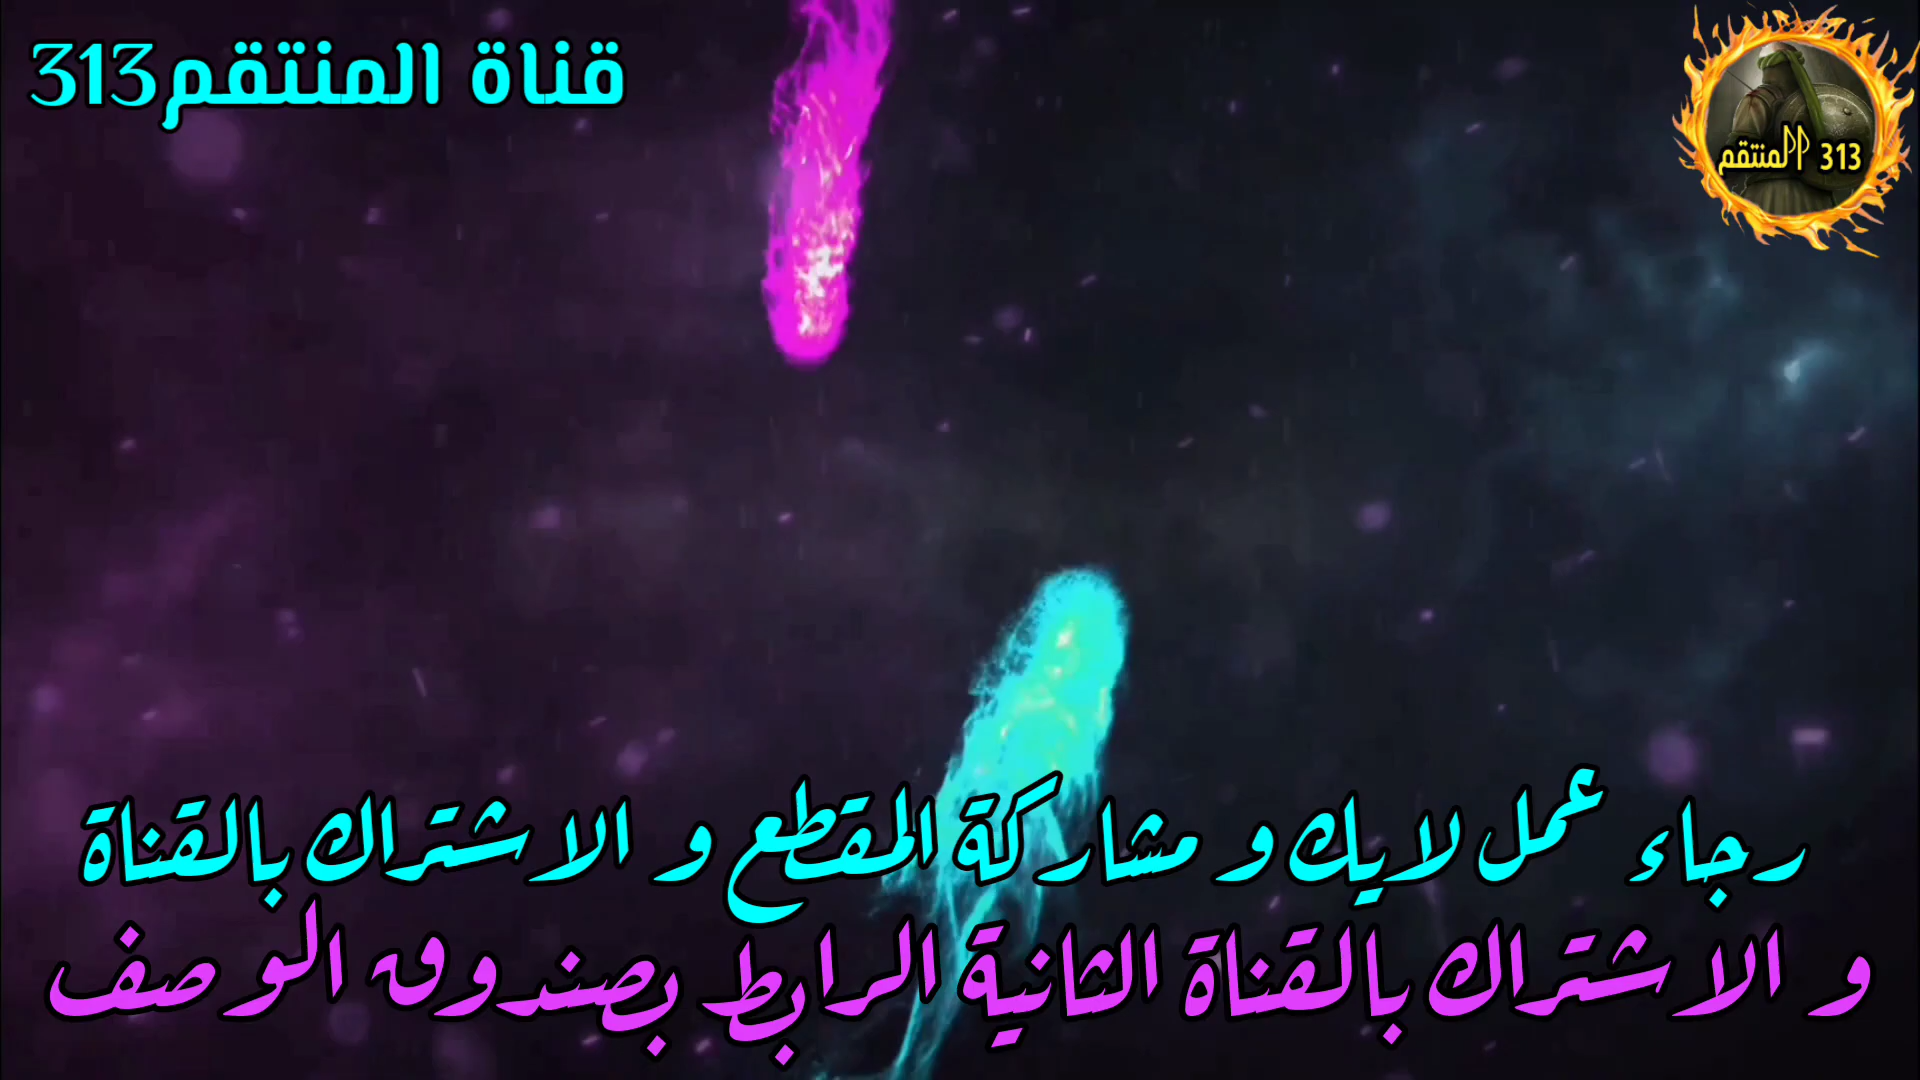 قناة المنتقم313
313 المنتقم
رجاء عمل لايك و مشاركة المقطع و الاشتراك بالقناة
و الاشتراك بالقناة الثانية الرابط بصندوق الوصف